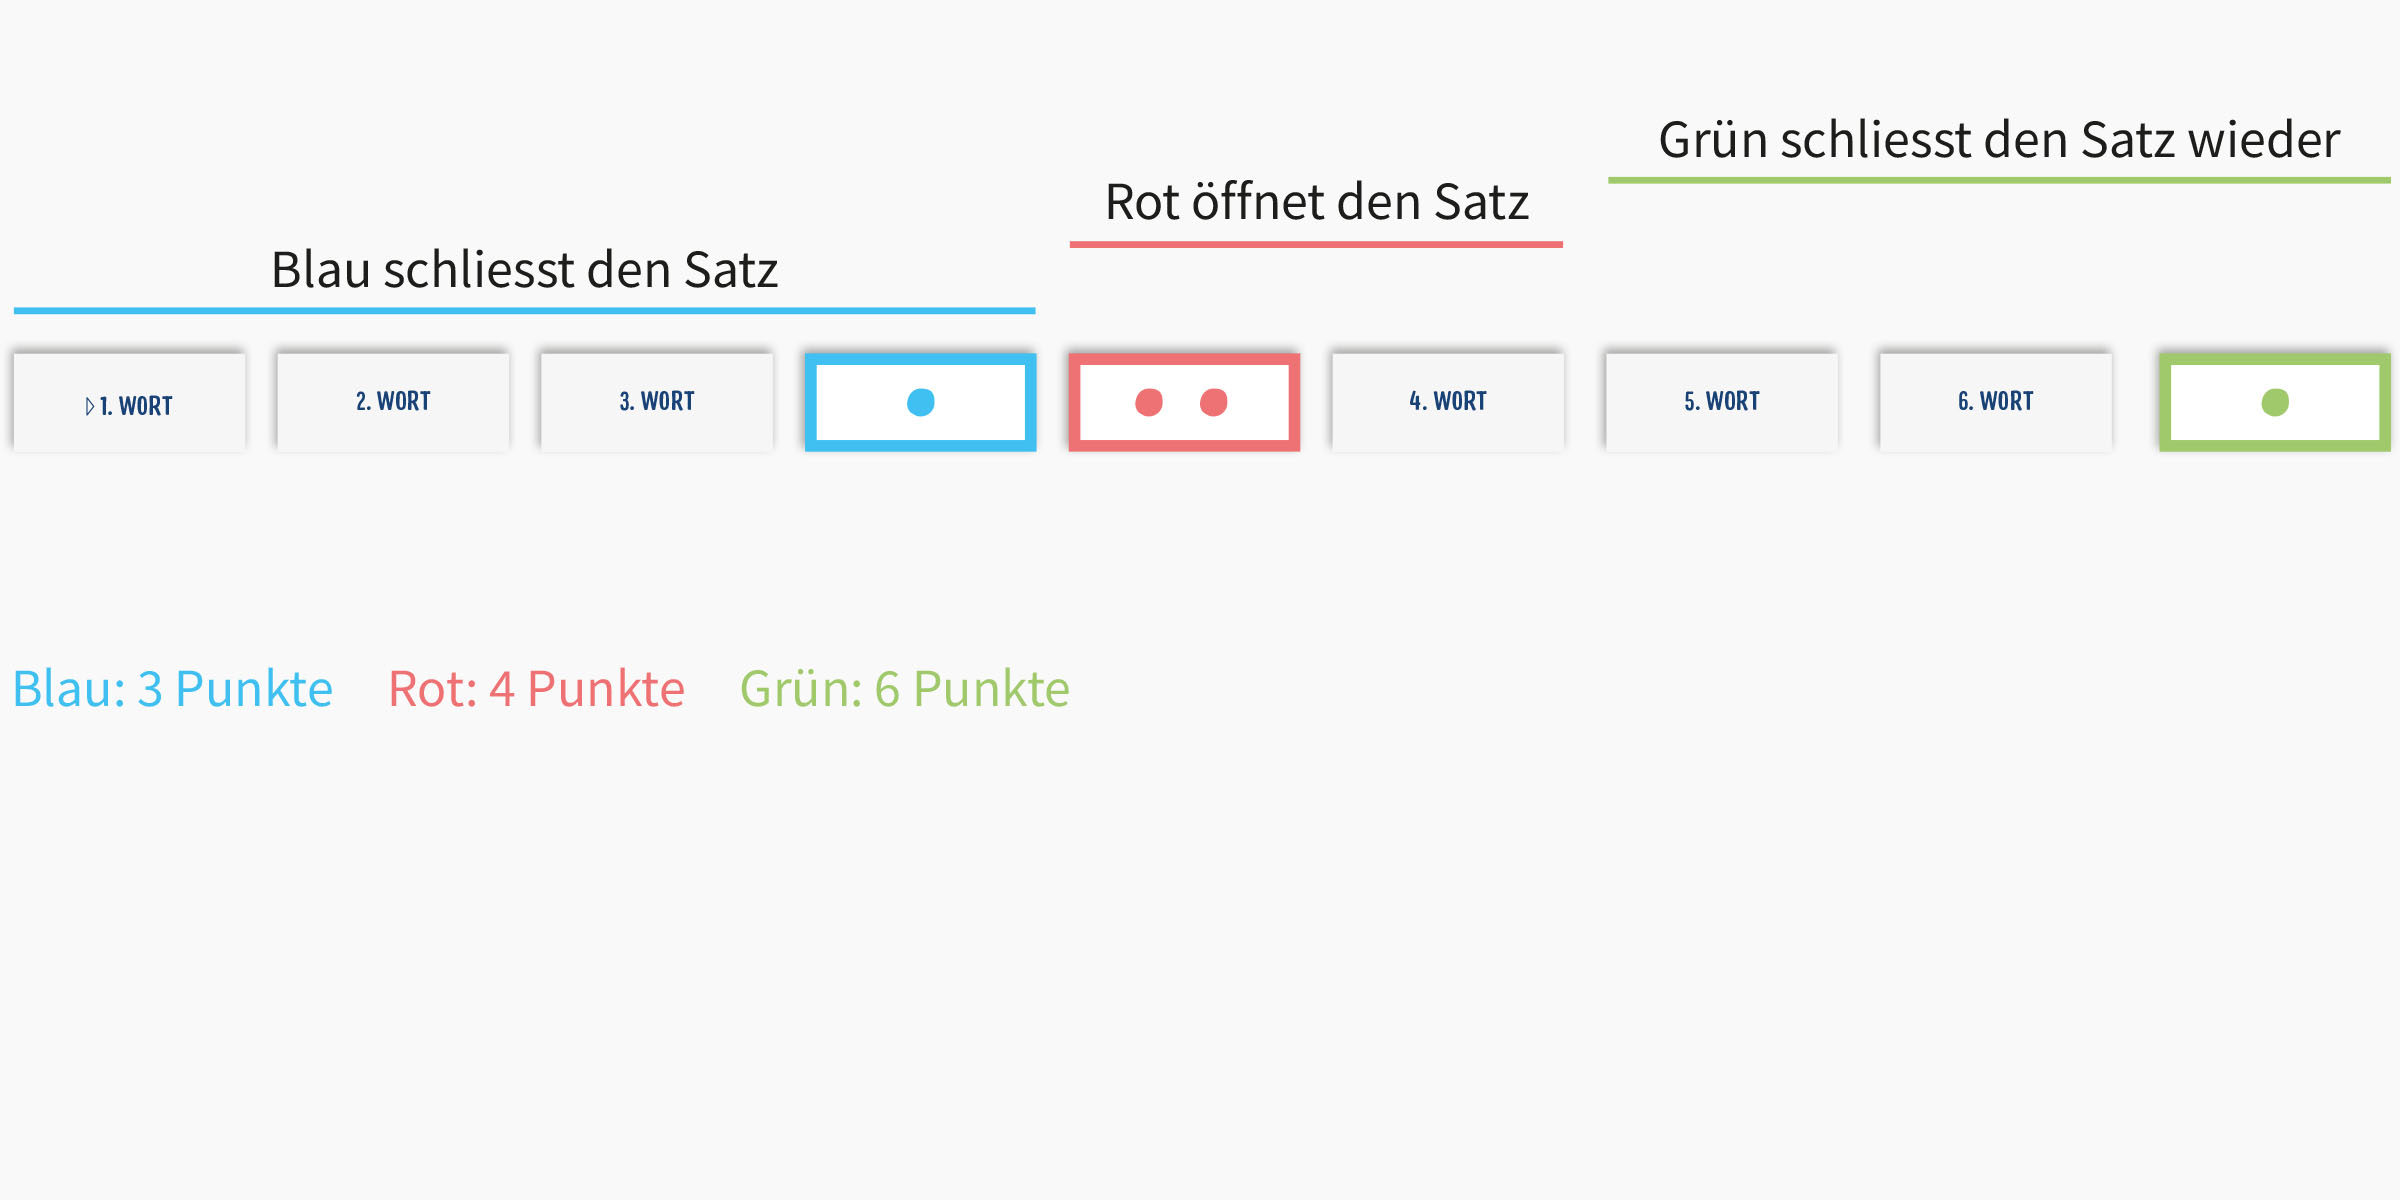 Grün schliesst den Satz wieder
Rot öffnet den Satz
Blau schliesst den Satz
▷ 1. WORT 2. WORT 3. WORT 4. WORT 5. WORT 6. WORT
Blau: 3 Punkte Rot: 4 Punkte Grün: 6 Punkte